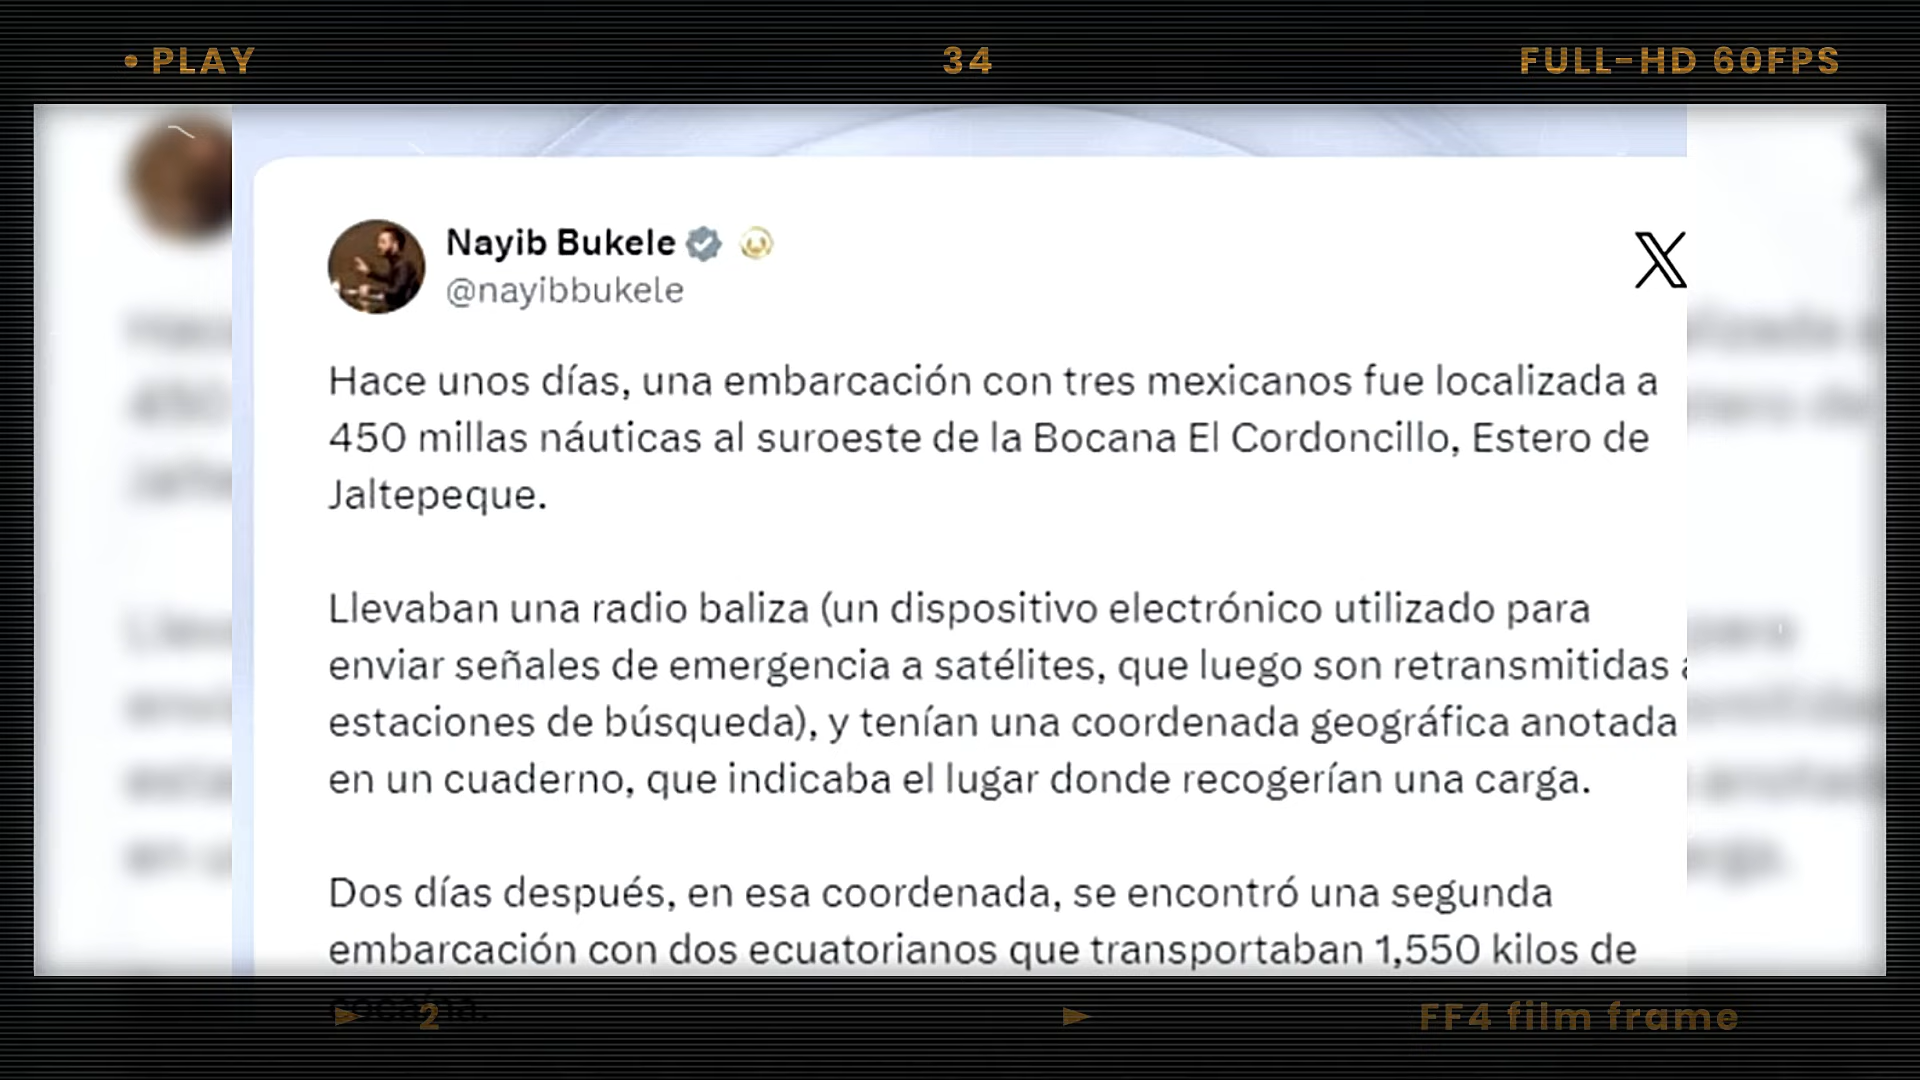 • PLAY
34
FULL-HD 60FPS
Nayib Bukele
@nayibbukele
Hace unos días, una embarcación con tres mexicanos fue localizada a
450 millas náuticas al suroeste de la Bocana El Cordoncillo, Estero de
Jaltepeque.
Llevaban una radio baliza (un dispositivo electrónico utilizado para
enviar señales de emergencia a satélites, que luego son retransmitidas a
estaciones de búsqueda), y tenían una coordenada geográfica anotada
en un cuaderno, que indicaba el lugar donde recogerían una carga.
Dos días después, en esa coordenada, se encontró una segunda
embarcación con dos ecuatorianos que transportaban 1,550 kilos de
cocaína.
2
FF4 film frame